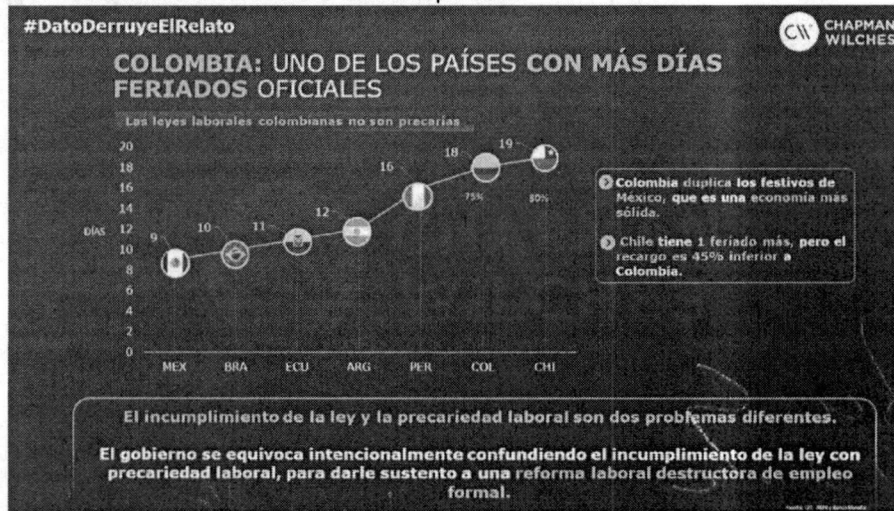 #DatoDerruyeElRelato
CHAPMAN
WILCHES
COLOMBIA: UNO DE LOS PAÍSES CON MÁS DÍAS
FERIADOS OFICIALES
Las leyes laborales colombianas no son precarias
20
18
16
14
12
10
8
6
4
2
0
DÍAS
9
10
11
12
16
18
19
75%
80%
MEX
BRA
ECU
ARG
PER
COL
CHI
Colombia duplica los festivos de
México, que es una economía más
sólida.
Chile tiene 1 feriado más, pero el
recargo es 45% inferior a
Colombia.
El incumplimiento de la ley y la precariedad laboral son dos problemas diferentes.
El gobierno se equivoca intencionalmente confundiendo el incumplimiento de la ley con
precariedad laboral, para darle sustento a una reforma laboral destructora de empleo
formal.